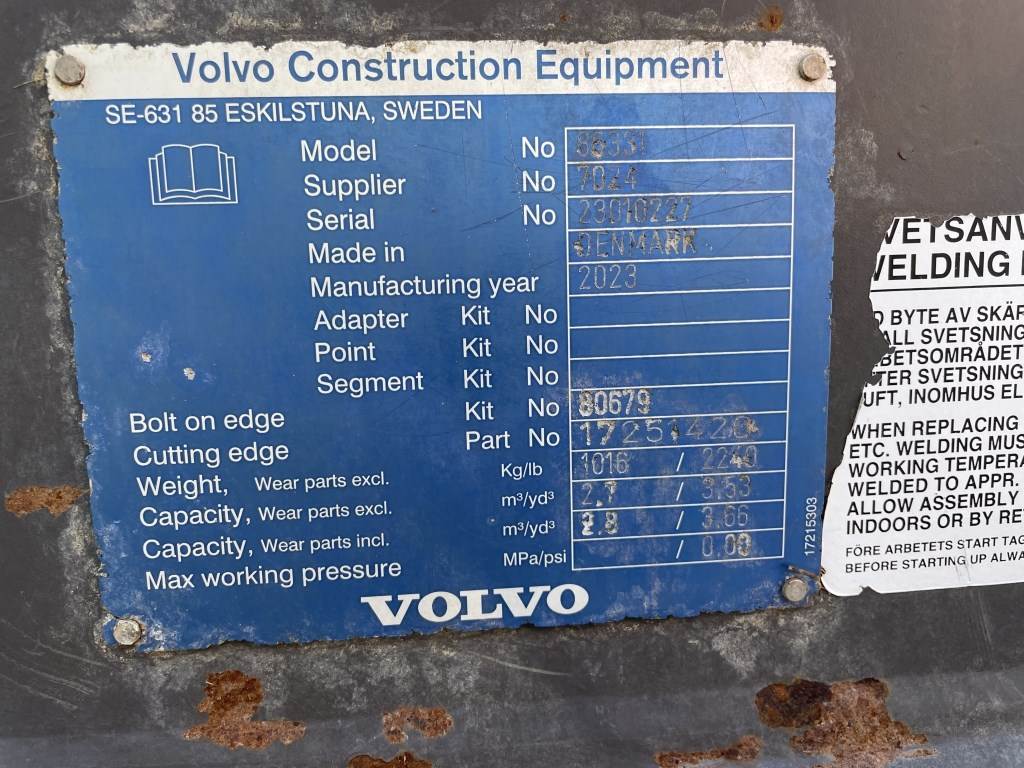 Volvo Construction Equipment
SE-631 85 ESKILSTUNA, SWEDEN
Model No 66331
Supplier No 7024
Serial No 23010227
Made in DENMARK
Manufacturing year 2023
Adapter Kit No
Point Kit No
Segment Kit No
Bolt on edge Kit No 80679
Cutting edge Part No 17251420
Weight, Wear parts excl. Kg/lb 1016 / 2240
Capacity, Wear parts excl. m³/yd³ 2.7 / 3.53
Capacity, Wear parts incl. m³/yd³ 2.8 / 3.66
Max working pressure MPa/psi / 0.00
VOLVO
17215303
VETSANV
WELDING
BYTE AV SKÄR
ALL SVETSNING
BETSOMRÅDET
TER SVETSNING
UFT, INOMHUS EL
WHEN REPLACING
ETC. WELDING MUS
WORKING TEMPERA
WELDED TO APPR.
ALLOW ASSEMBLY
INDOORS OR BY RE
FÖRE ARBETETS START TAG
BEFORE STARTING UP ALWA